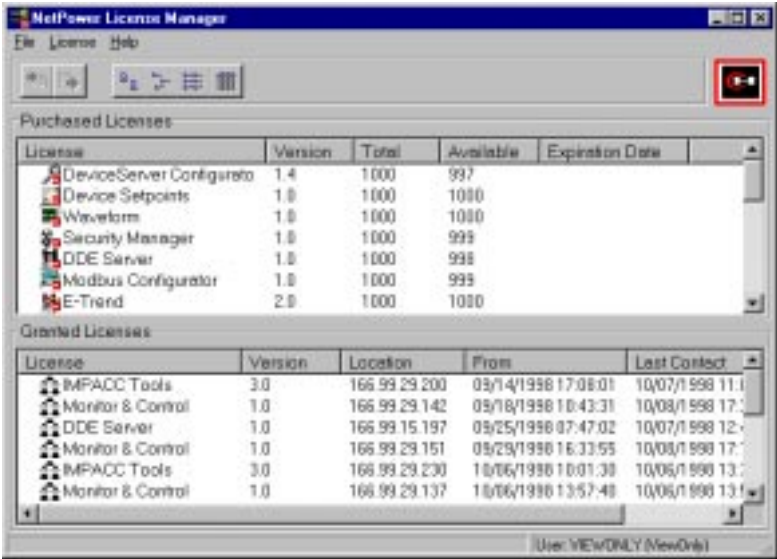 NetPower License Manager
File License Help
Purchased Licenses
License Version Total Available Expiration Date
DeviceServer Configurato 1.4 1000 997
Device Setpoints 1.0 1000 1000
Waveform 1.0 1000 1000
Security Manager 1.0 1000 999
DDE Server 1.0 1000 998
Modbus Configurator 1.0 1000 999
E-Trend 2.0 1000 1000
Granted Licenses
License Version Location From Last Contact
IMPACC Tools 3.0 166.99.29.200 09/14/1998 17:08:01 10/07/1998 11:
Monitor & Control 1.0 166.99.29.142 09/18/1998 10:43:31 10/08/1998 17:
DDE Server 1.0 166.99.15.197 09/25/1998 07:47:02 10/07/1998 12:
Monitor & Control 1.0 166.99.29.151 09/29/1998 16:33:55 10/08/1998 17:
IMPACC Tools 3.0 166.99.29.230 10/06/1998 10:01:30 10/06/1998 13:
Monitor & Control 1.0 166.99.29.137 10/06/1998 13:57:40 10/06/1998 13:
User: VIEWONLY (ViewOnly)